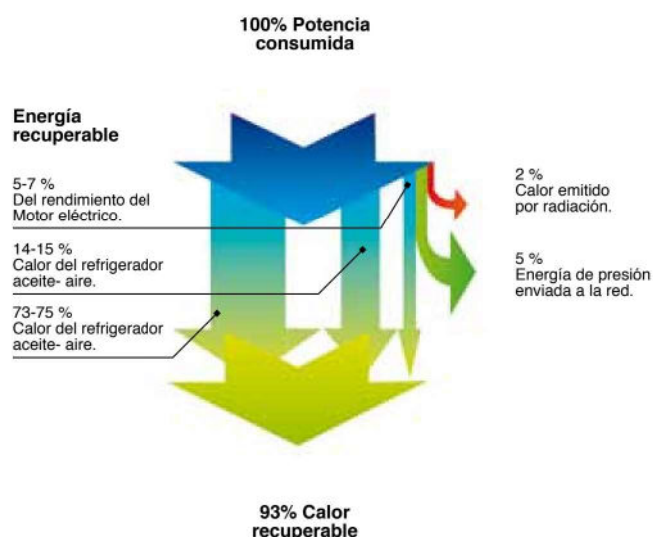 100% Potencia
consumida
Energía
recuperable
5-7 %
Del rendimiento del
Motor eléctrico.
14-15 %
Calor del refrigerador
aceite- aire.
73-75 %
Calor del refrigerador
aceite- aire.
2 %
Calor emitido
por radiación.
5 %
Energía de presión
enviada a la red.
93% Calor
recuperable